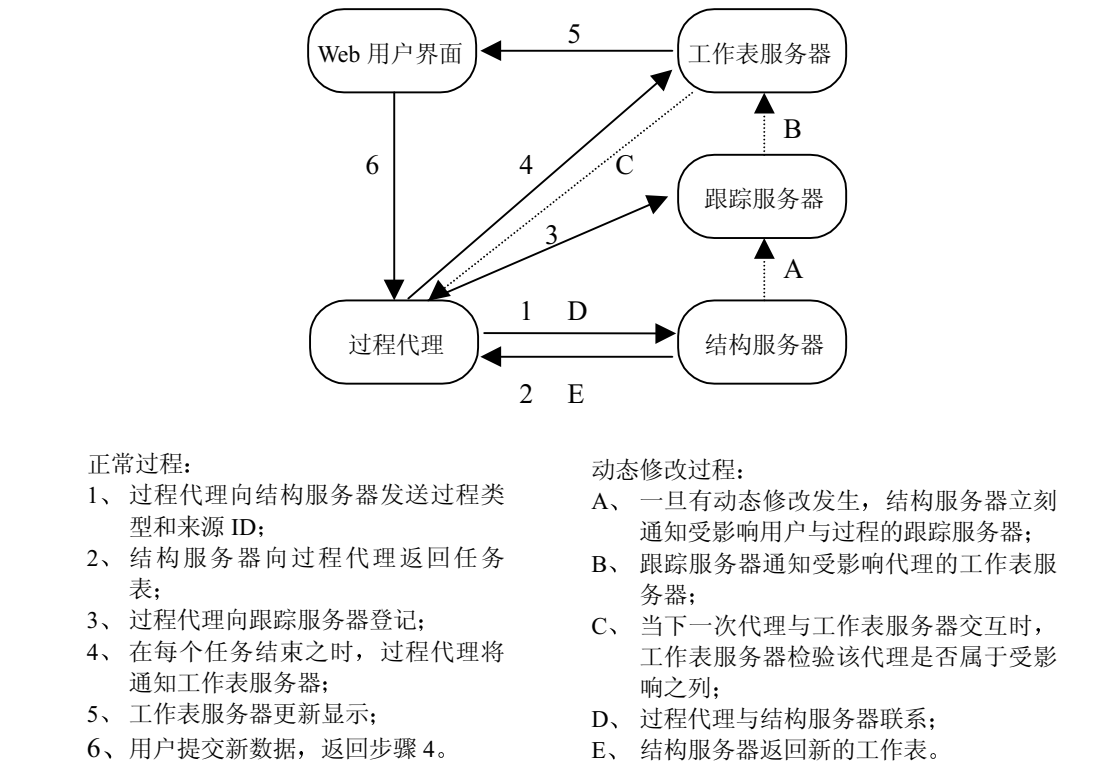 5
Web 用户界面
工作表服务器
B
6
4
C
跟踪服务器
3
A
1 D
过程代理
结构服务器
2 E
正常过程：
1、 过程代理向结构服务器发送过程类
型和来源 ID；
2、 结构服务器向过程代理返回任务
表；
3、 过程代理向跟踪服务器登记；
4、 在每个任务结束之时，过程代理将
通知工作表服务器；
5、 工作表服务器更新显示；
6、用户提交新数据，返回步骤 4。
动态修改过程：
A、 一旦有动态修改发生，结构服务器立刻
通知受影响用户与过程的跟踪服务器；
B、 跟踪服务器通知受影响代理的工作表服
务器；
C、 当下一次代理与工作表服务器交互时，
工作表服务器检验该代理是否属于受影
响之列；
D、 过程代理与结构服务器联系；
E、 结构服务器返回新的工作表。